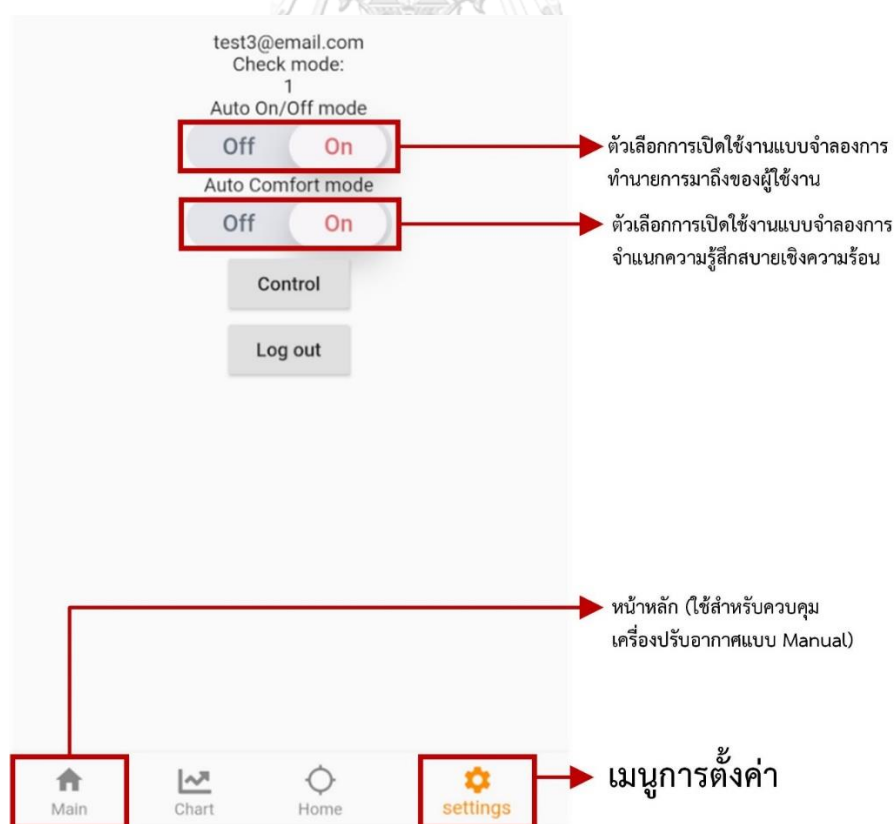 test3@email.com
Check mode:
1
Auto On/Off mode
Off On
ตัวเลือกการเปิดใช้งานแบบจำลองการ
ทำนายการมาถึงของผู้ใช้งาน
Auto Comfort mode
Off On
ตัวเลือกการเปิดใช้งานแบบจำลองการ
จำแนกความรู้สึกสบายเชิงความร้อน
Control
Log out
หน้าหลัก (ใช้สำหรับควบคุม
เครื่องปรับอากาศแบบ Manual)
Main Chart Home settings
เมนูการตั้งค่า